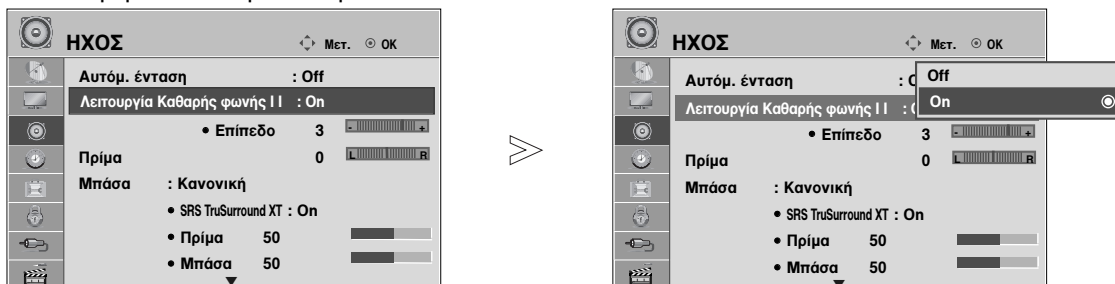 ΗΧΟΣ Μετ. OK
Αυτόμ. ένταση : Off
Λειτουργία Καθαρής φωνής II : On
• Επίπεδο 3 - +
Πρίμα 0 L R
Μπάσα : Κανονική
• SRS TruSurround XT : On
• Πρίμα 50
• Μπάσα 50
>
ΗΧΟΣ Μετ. OK
Αυτόμ. ένταση
Off
Λειτουργία Καθαρής φωνής II :
On
• Επίπεδο 3 - +
Πρίμα 0 L R
Μπάσα : Κανονική
• SRS TruSurround XT : On
• Πρίμα 50
• Μπάσα 50